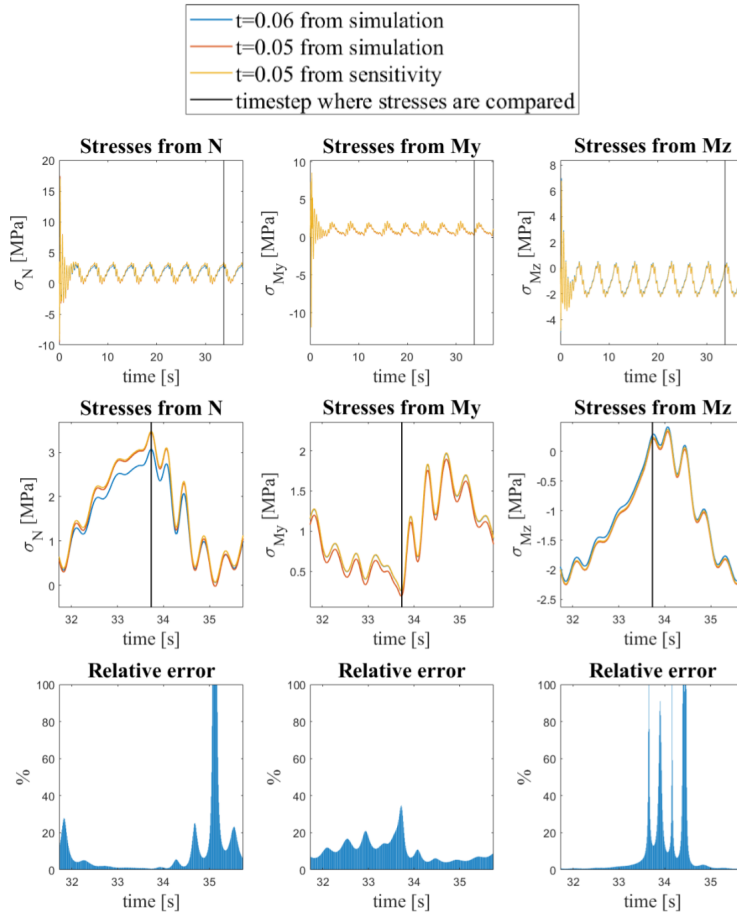 t=0.06 from simulation
t=0.05 from simulation
t=0.05 from sensitivity
timestep where stresses are compared
Stresses from N Stresses from My Stresses from Mz
20
15
10
5
0
-5
-10
σN [MPa]
0 10 20 30
time [s]
10
5
0
-5
-10
σMy [MPa]
0 10 20 30
time [s]
8
6
4
2
0
-2
-4
σMz [MPa]
0 10 20 30
time [s]
Stresses from N Stresses from My Stresses from Mz
3
2
1
0
σN [MPa]
32 33 34 35
time [s]
2
1.5
1
0.5
σMy [MPa]
32 33 34 35
time [s]
0
-0.5
-1
-1.5
-2
-2.5
σMz [MPa]
32 33 34 35
time [s]
Relative error Relative error Relative error
100
80
60
40
20
0
%
32 33 34 35
time [s]
100
80
60
40
20
0
%
32 33 34 35
time [s]
100
80
60
40
20
0
%
32 33 34 35
time [s]